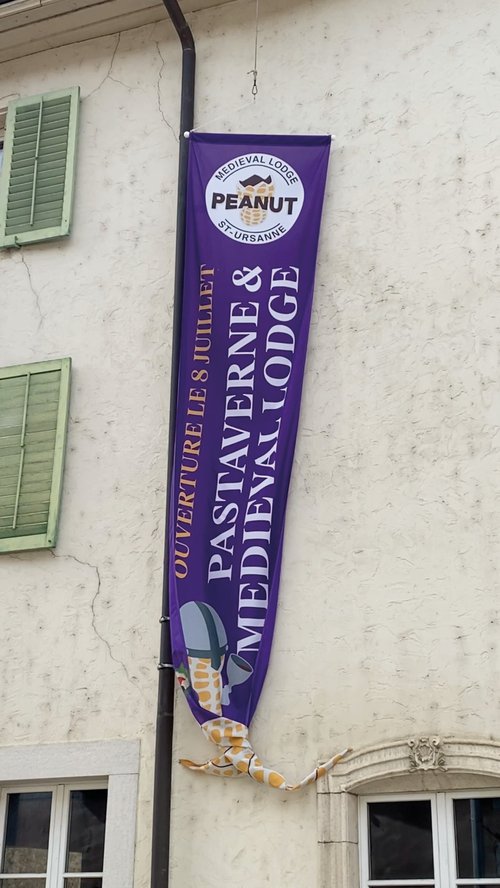 MEDIEVAL LODGE
PEANUT
ST-URSANNE
OUVERTURE LE 8 JUILLET
PASTAVERNE &
MEDIEVAL LODGE